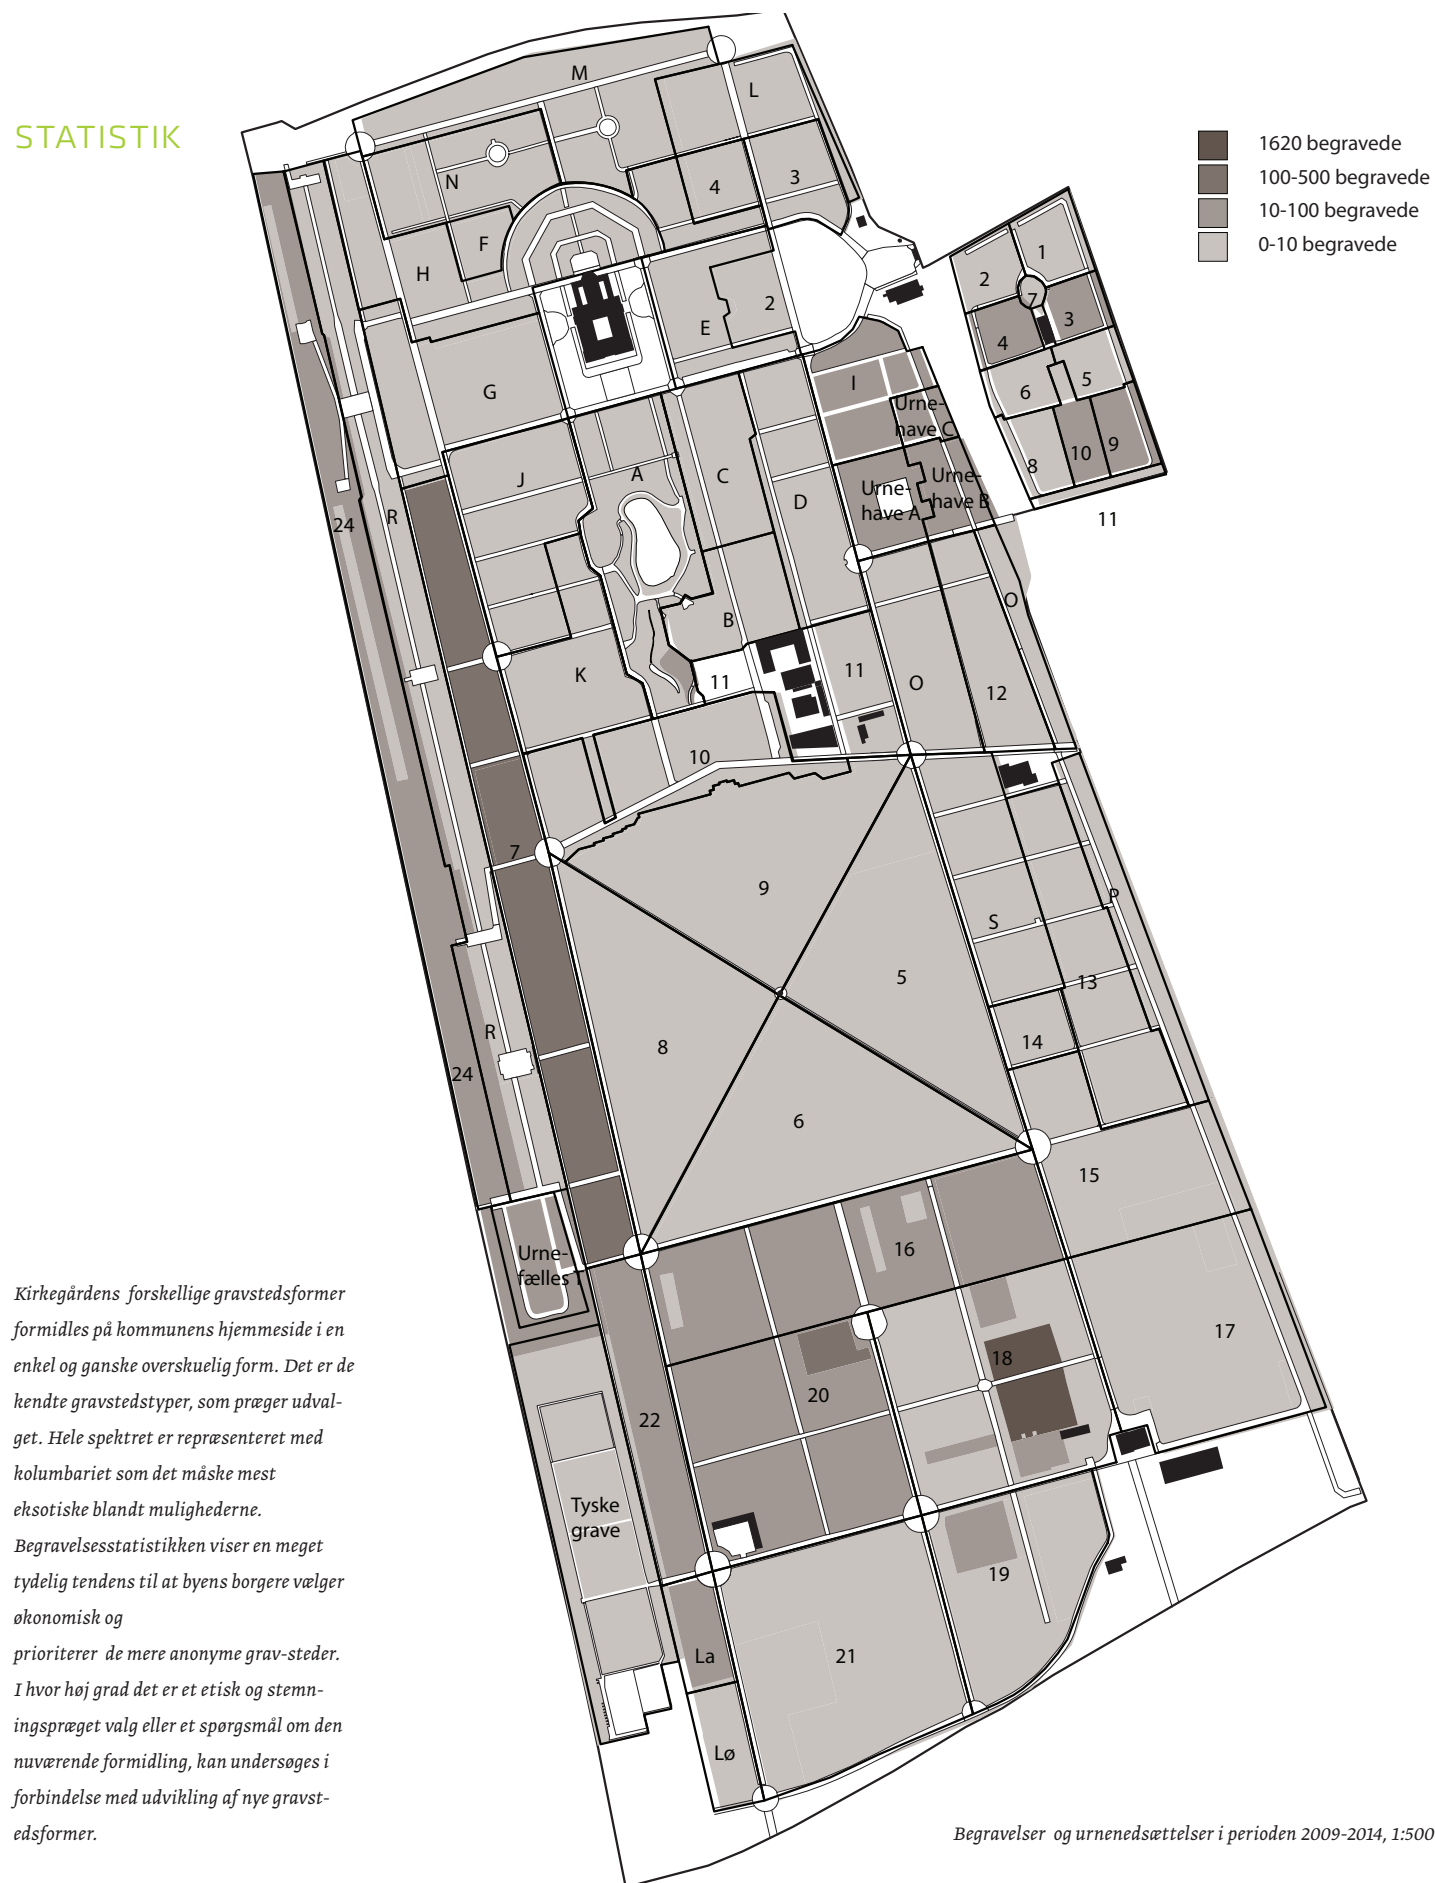 STATISTIK
1620 begravede
100-500 begravede
10-100 begravede
0-10 begravede
M
L
N
4
3
F
H
2
E
G
I
Urne-
have C
J
A
C
D
Urne-
have A
Urne-
have B
R
24
B
O
K
11
11
O
12
10
7
9
5
S
P
13
14
8
6
R
24
15
16
17
18
20
22
Urne-
fælles T
Tyske
grave
19
21
La
Lø
1
2
7
3
4
5
6
8
10
9
11
Kirkegårdens forskellige gravstedsformer
formidles på kommunens hjemmeside i en
enkel og ganske overskuelig form. Det er de
kendte gravstedstyper, som præger udval-
get. Hele spektret er repræsenteret med
kolumbariet som det måske mest
eksotiske blandt mulighederne.
Begravelsesstatistikken viser en meget
tydelig tendens til at byens borgere vælger
økonomisk og
prioriterer de mere anonyme grav-steder.
I hvor høj grad det er et etisk og stemn-
ingspræget valg eller et spørgsmål om den
nuværende formidling, kan undersøges i
forbindelse med udvikling af nye gravst-
edsformer.
Begravelser og urnenedsættelser i perioden 2009-2014, 1:500